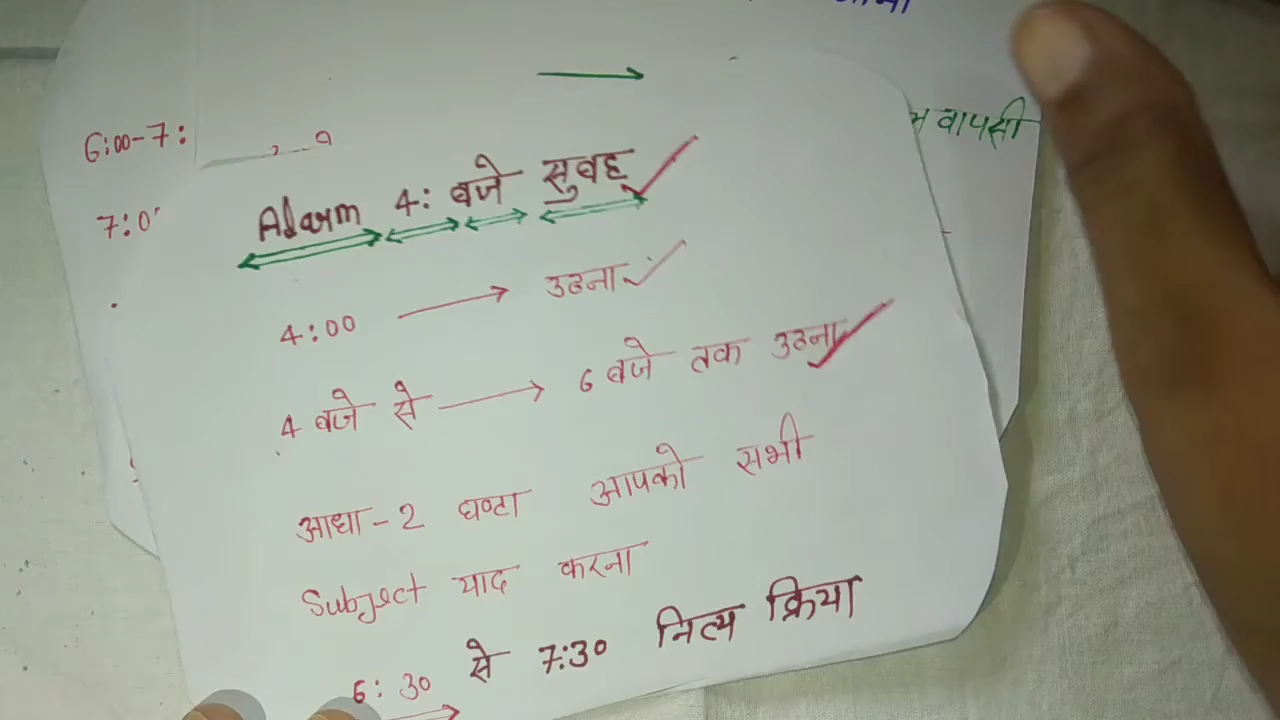 वापसी
6:00-7:
7:0
Alarm 4: बजे सुबह
4:00 → उठना
4 बजे से → 6 बजे तक उठना
आधा-2 घण्टा आपको सभी
Subject याद करना
6:30 से 7:30 नित्य क्रिया